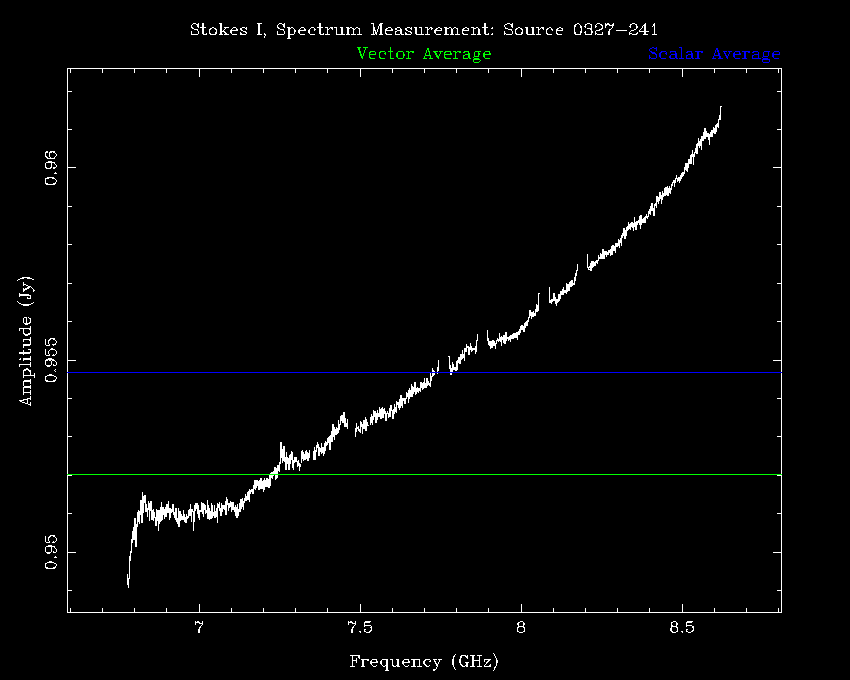 Stokes I, Spectrum Measurement: Source 0327−241
Vector Average Scalar Average
0.96
0.955
0.95
Amplitude (Jy)
7 7.5 8 8.5
Frequency (GHz)